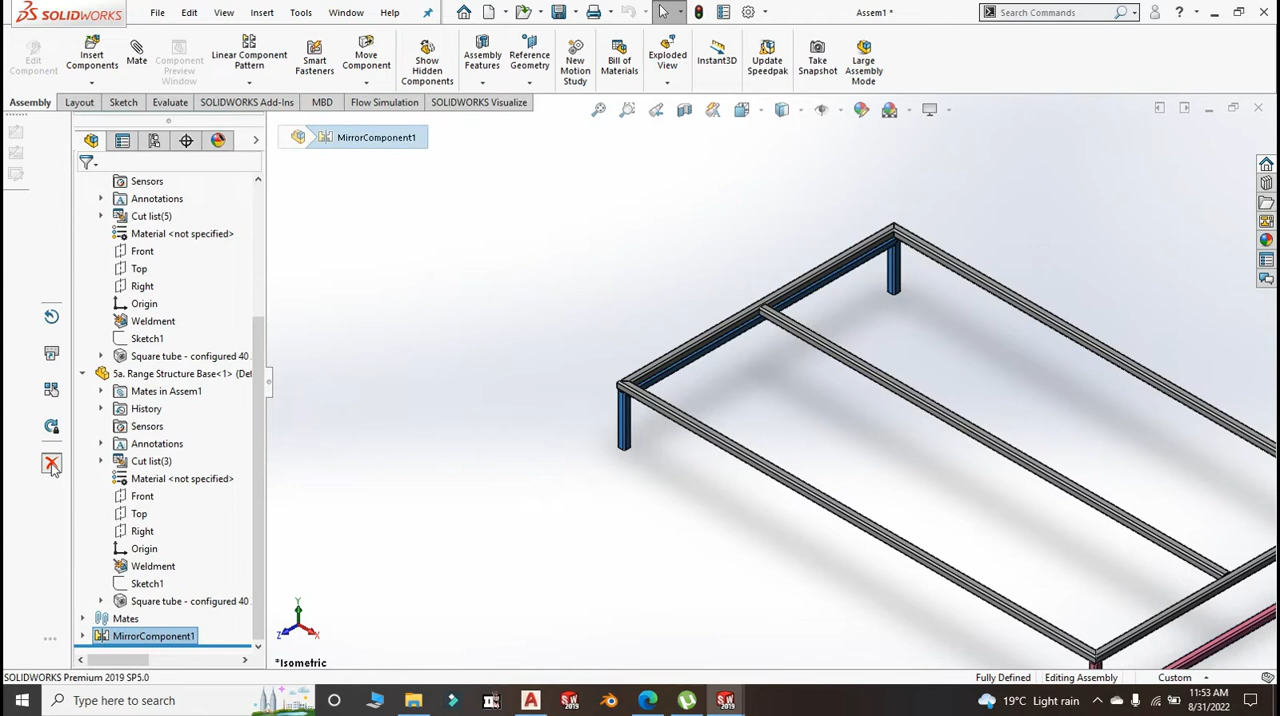 SOLIDWORKS
File Edit View Insert Tools Window Help
Assem1 *
Search Commands
Edit Component
Insert Components
Mate
Component Preview Window
Linear Component Pattern
Smart Fasteners
Move Component
Show Hidden Components
Assembly Features
Reference Geometry
New Motion Study
Bill of Materials
Exploded View
Instant3D
Update Speedpak
Take Snapshot
Large Assembly Mode
Assembly Layout Sketch Evaluate SOLIDWORKS Add-Ins MBD Flow Simulation SOLIDWORKS Visualize
MirrorComponent1
Sensors
Annotations
Cut list(5)
Material <not specified>
Front
Top
Right
Origin
Weldment
Sketch1
Square tube - configured 40
5a. Range Structure Base<1> (De
Mates in Assem1
History
Sensors
Annotations
Cut list(3)
Material <not specified>
Front
Top
Right
Origin
Weldment
Sketch1
Square tube - configured 40
Mates
MirrorComponent1
Y
Z
X
*Isometric
SOLIDWORKS Premium 2019 SP5.0
Fully Defined Editing Assembly Custom
Type here to search
19°C Light rain
11:53 AM
8/31/2022